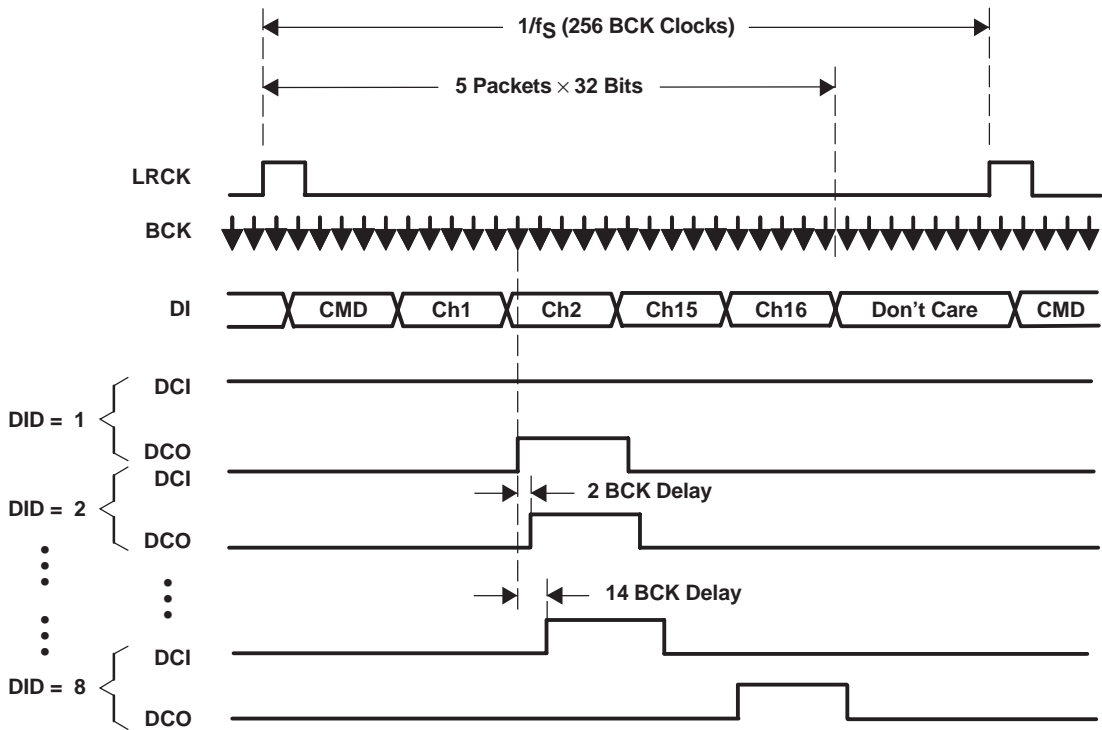 1/fS (256 BCK Clocks)
5 Packets × 32 Bits
LRCK
BCK
DI
CMD
Ch1
Ch2
Ch15
Ch16
Don't Care
CMD
DCI
DID = 1
DCO
DCI
2 BCK Delay
DID = 2
DCO
14 BCK Delay
DCI
DID = 8
DCO